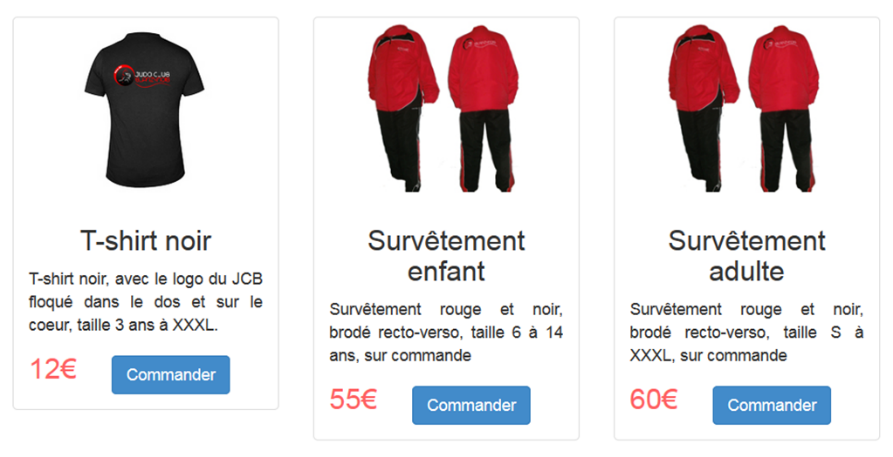 JUDO CLUB
T-shirt noir
T-shirt noir, avec le logo du JCB
floqué dans le dos et sur le
coeur, taille 3 ans à XXXL.
12€
Commander
Survêtement
enfant
Survêtement rouge et noir,
brodé recto-verso, taille 6 à 14
ans, sur commande
55€
Commander
Survêtement
adulte
Survêtement rouge et noir,
brodé recto-verso, taille S à
XXXL, sur commande
60€
Commander